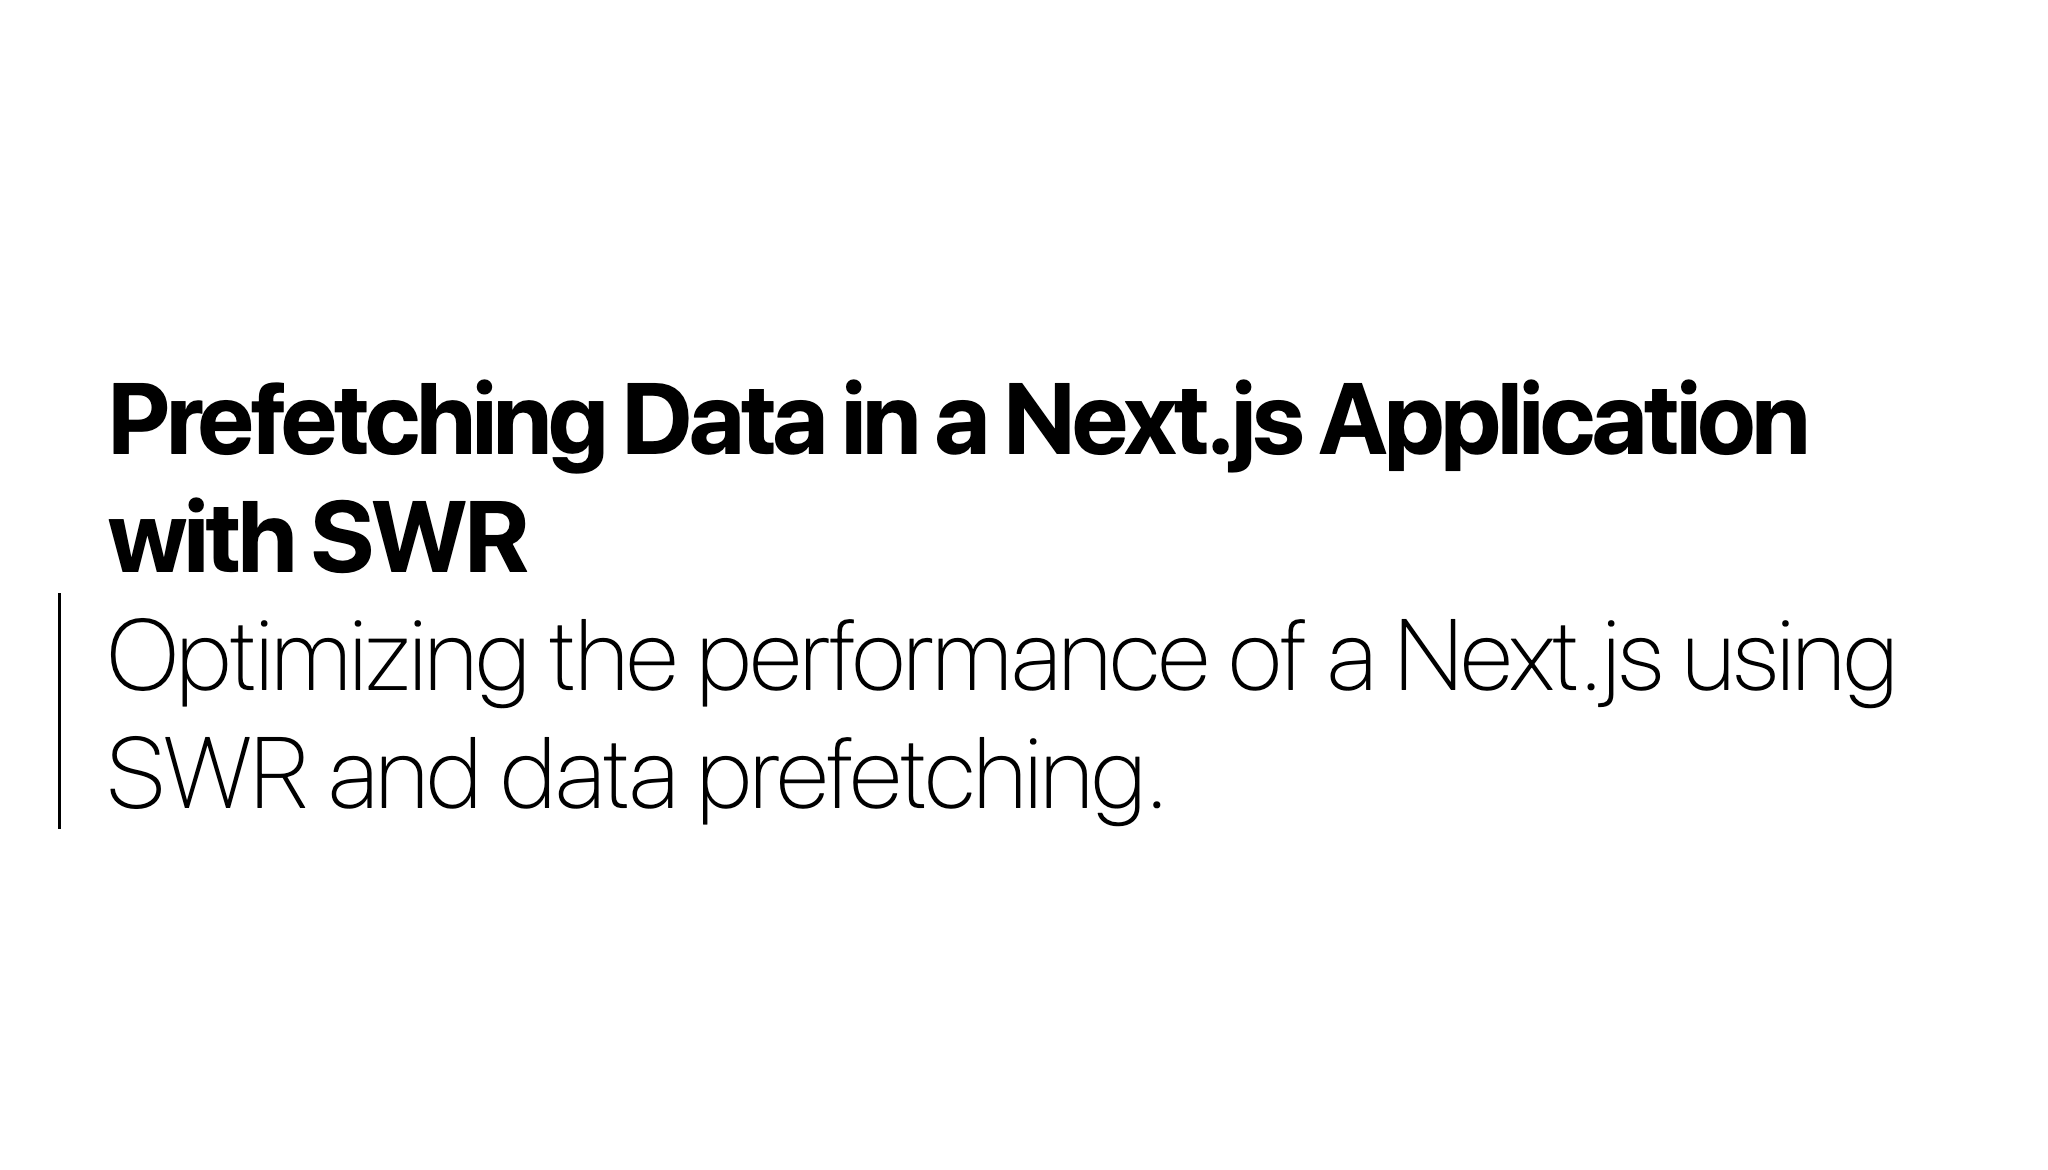 Prefetching Data in a Next.js Application
with SWR
Optimizing the performance of a Next.js using
SWR and data prefetching.